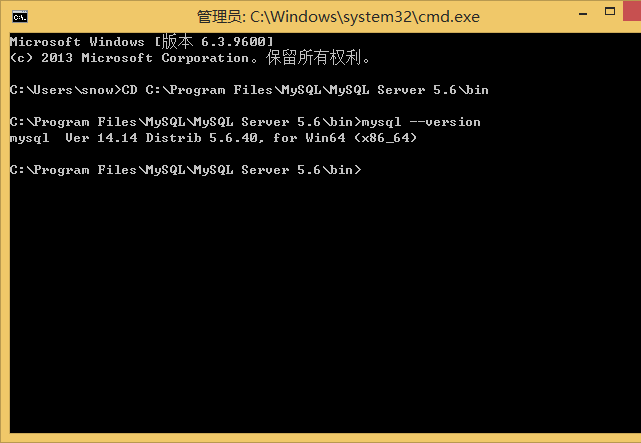 管理员: C:\Windows\system32\cmd.exe
Microsoft Windows [版本 6.3.9600]
(c) 2013 Microsoft Corporation。保留所有权利。
C:\Users\snow>CD C:\Program Files\MySQL\MySQL Server 5.6\bin
C:\Program Files\MySQL\MySQL Server 5.6\bin>mysql --version
mysql  Ver 14.14 Distrib 5.6.40, for Win64 (x86_64)
C:\Program Files\MySQL\MySQL Server 5.6\bin>